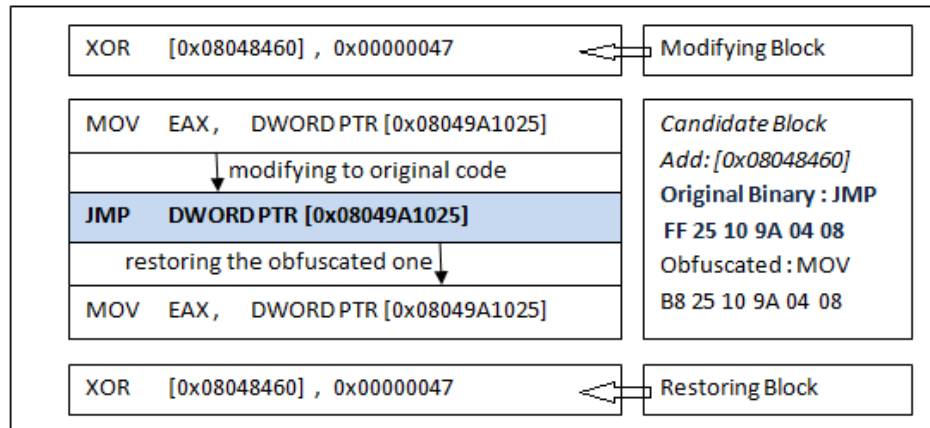 XOR [0x08048460] , 0x00000047
Modifying Block
MOV EAX, DWORD PTR [0x08049A1025]
modifying to original code
JMP DWORD PTR [0x08049A1025]
restoring the obfuscated one
MOV EAX, DWORD PTR [0x08049A1025]
Candidate Block
Add: [0x08048460]
Original Binary : JMP
FF 25 10 9A 04 08
Obfuscated : MOV
B8 25 10 9A 04 08
XOR [0x08048460] , 0x00000047
Restoring Block